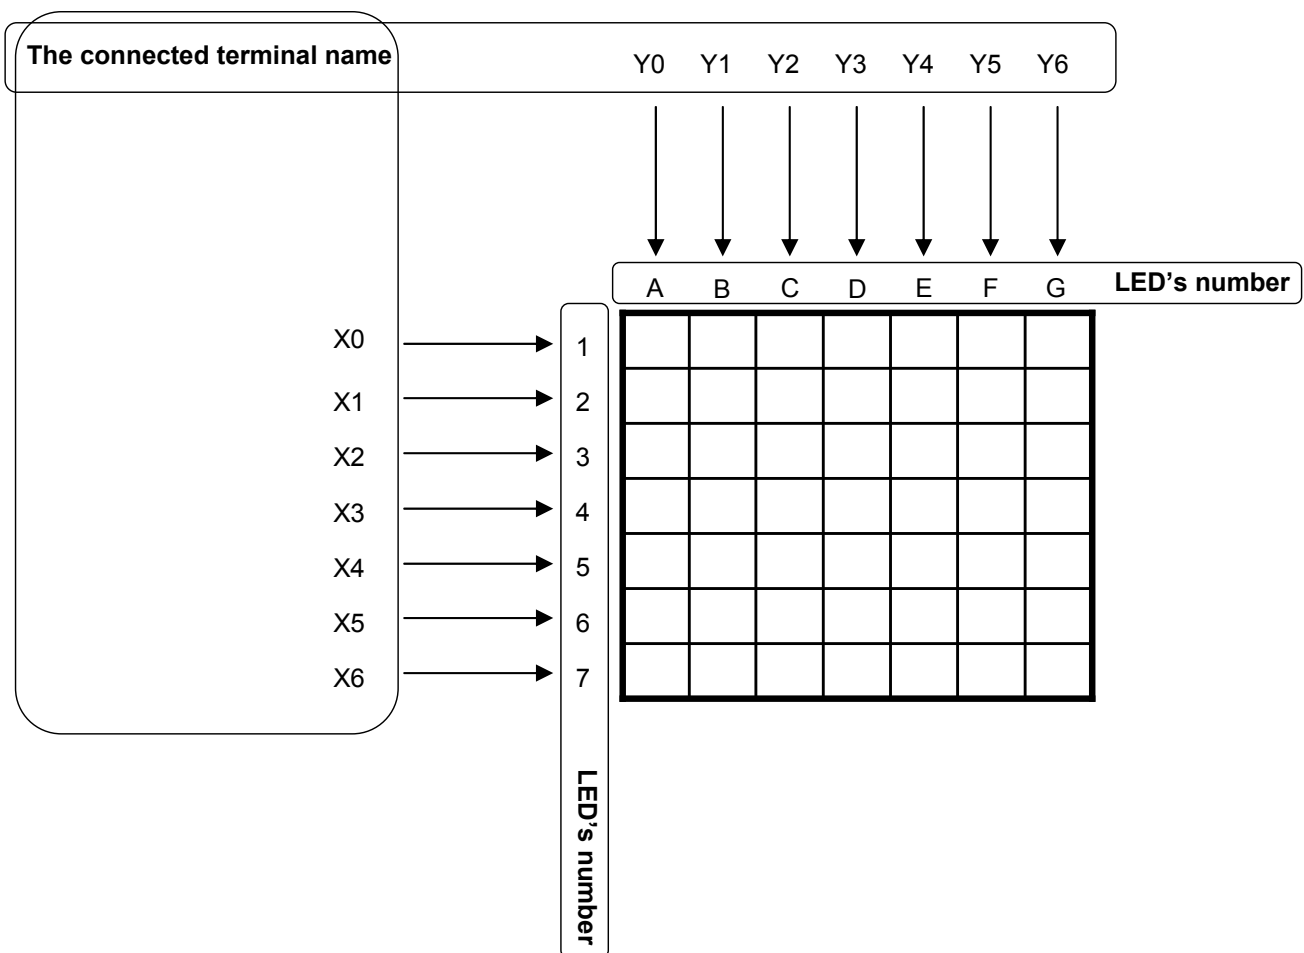 The connected terminal name
Y0 Y1 Y2 Y3 Y4 Y5 Y6
A B C D E F G LED’s number
X0 1
X1 2
X2 3
X3 4
X4 5
X5 6
X6 7
LED’s number